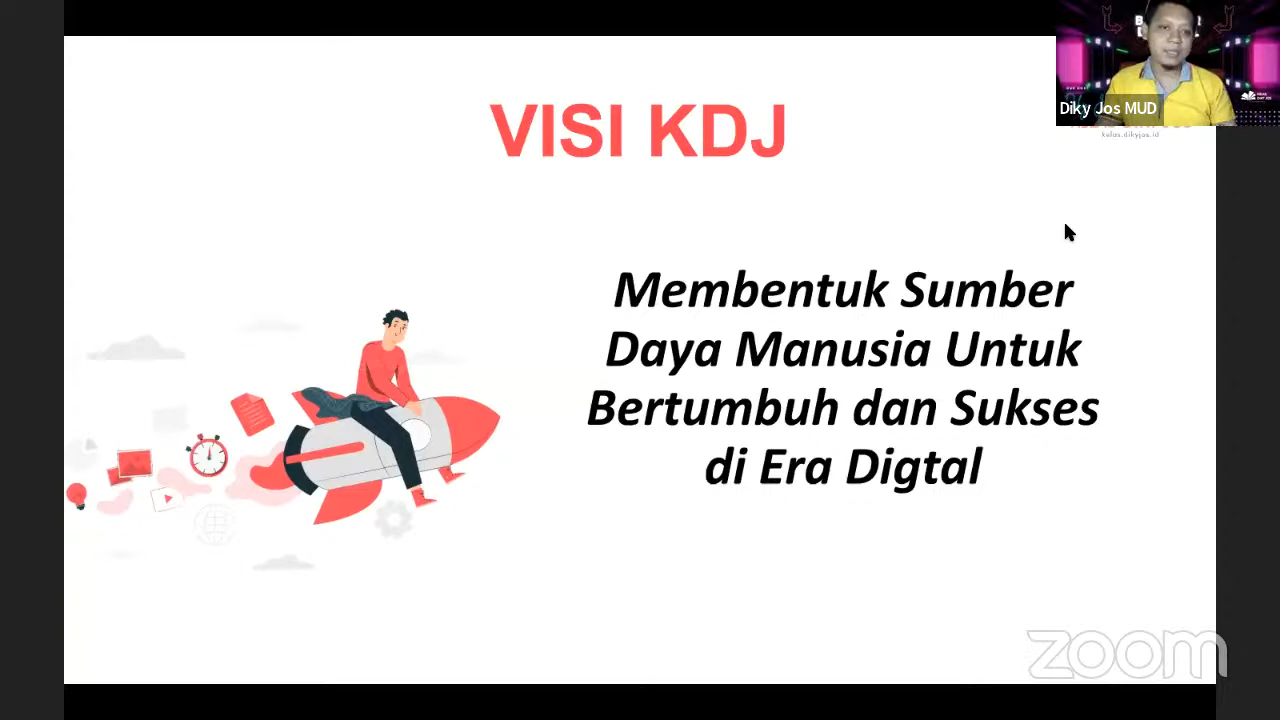 VISI KDJ
Diky Jos MUD
kelas.dikyjos.id
Membentuk Sumber
Daya Manusia Untuk
Bertumbuh dan Sukses
di Era Digtal
zoom